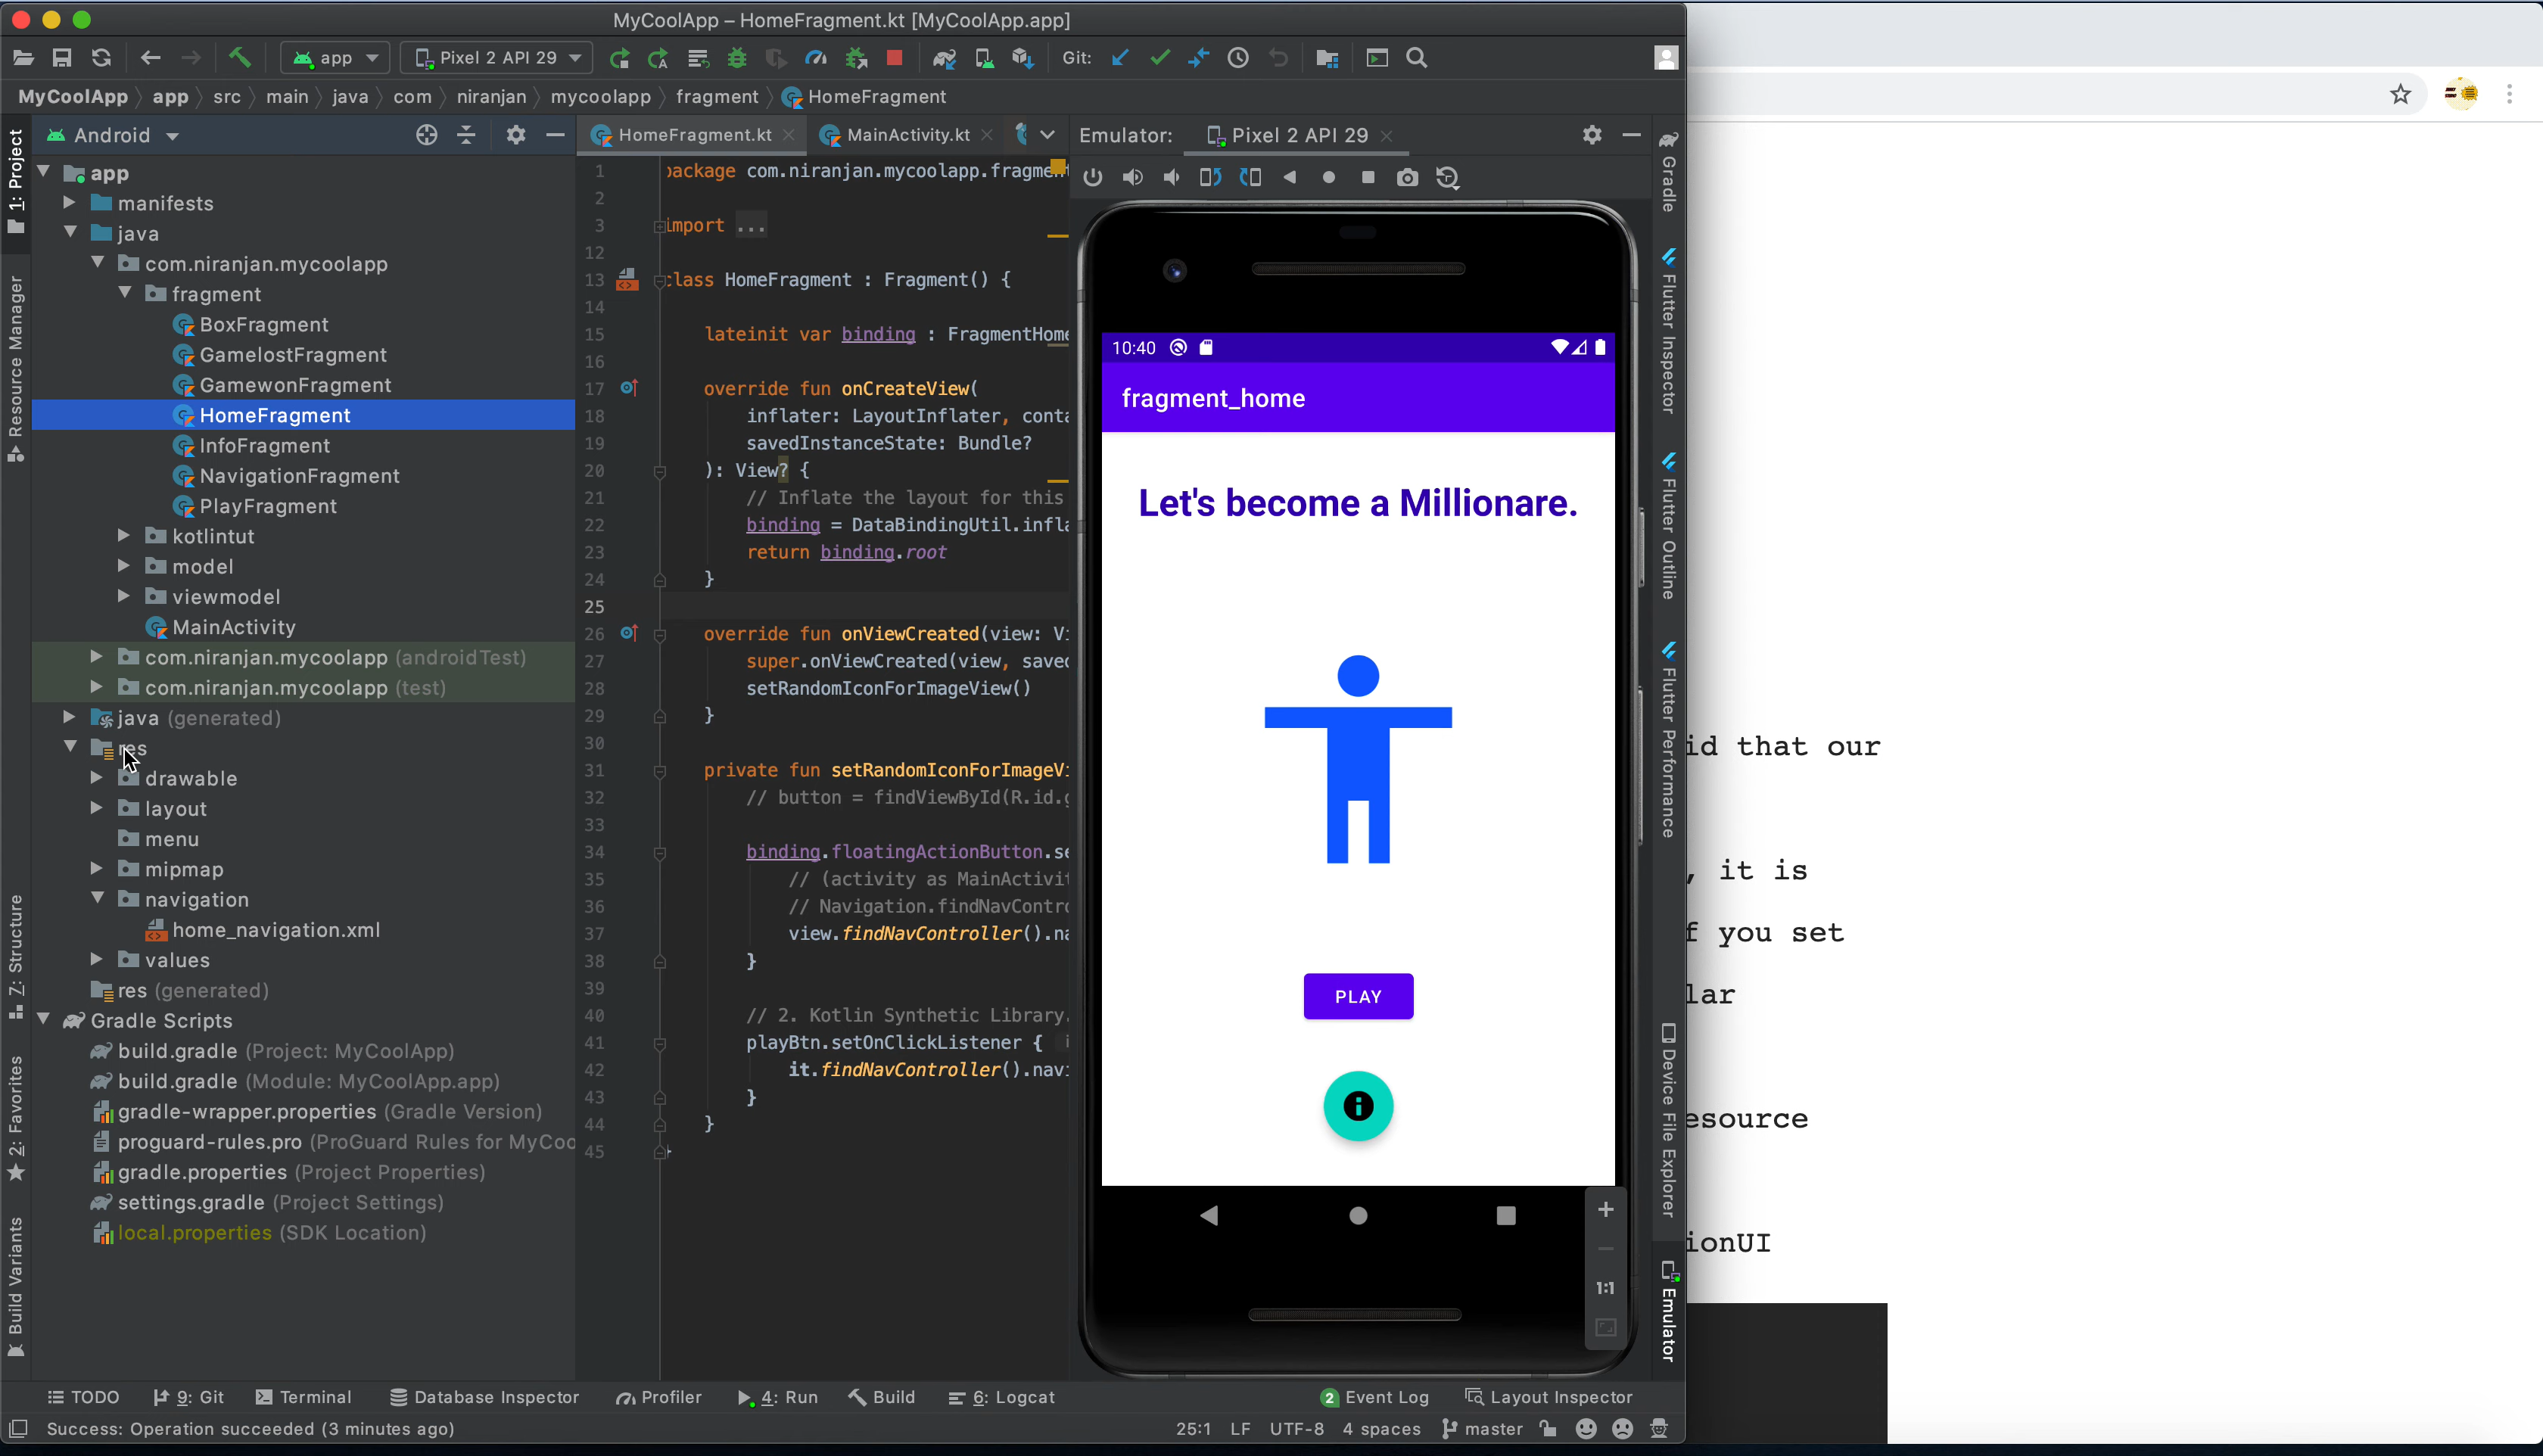 MyCoolApp – HomeFragment.kt [MyCoolApp.app]
app
Pixel 2 API 29
Git:
MyCoolApp app src main java com niranjan mycoolapp fragment HomeFragment
Android
HomeFragment.kt
MainActivity.kt
Emulator: Pixel 2 API 29
1: Project
Resource Manager
Z: Structure
2: Favorites
Build Variants
app
manifests
java
com.niranjan.mycoolapp
fragment
BoxFragment
GamelostFragment
GamewonFragment
HomeFragment
InfoFragment
NavigationFragment
PlayFragment
kotlintut
model
viewmodel
MainActivity
com.niranjan.mycoolapp (androidTest)
com.niranjan.mycoolapp (test)
java (generated)
res
drawable
layout
menu
mipmap
navigation
home_navigation.xml
values
res (generated)
Gradle Scripts
build.gradle (Project: MyCoolApp)
build.gradle (Module: MyCoolApp.app)
gradle-wrapper.properties (Gradle Version)
proguard-rules.pro (ProGuard Rules for MyCoo
gradle.properties (Project Properties)
settings.gradle (Project Settings)
local.properties (SDK Location)
1 package com.niranjan.mycoolapp.fragment
2
3 import ...
12
13 class HomeFragment : Fragment() {
14
15 lateinit var binding : FragmentHome
16
17 override fun onCreateView(
18 inflater: LayoutInflater, conta
19 savedInstanceState: Bundle?
20 ): View? {
21 // Inflate the layout for this
22 binding = DataBindingUtil.infla
23 return binding.root
24 }
25
26 override fun onViewCreated(view: Vi
27 super.onViewCreated(view, saved
28 setRandomIconForImageView()
29 }
30
31 private fun setRandomIconForImageVi
32 // button = findViewById(R.id.g
33
34 binding.floatingActionButton.se
35 // (activity as MainActivit
36 // Navigation.findNavContro
37 view.findNavController().na
38 }
39
40 // 2. Kotlin Synthetic Library.
41 playBtn.setOnClickListener { i
42 it.findNavController().navi
43 }
44 }
45 }
10:40
fragment_home
Let's become a Millionare.
PLAY
1:1
Gradle
Flutter Inspector
Flutter Outline
Flutter Performance
Device File Explorer
Emulator
id that our
, it is
f you set
lar
esource
ionUI
TODO
9: Git
Terminal
Database Inspector
Profiler
4: Run
Build
6: Logcat
2 Event Log
Layout Inspector
Success: Operation succeeded (3 minutes ago)
25:1 LF UTF-8 4 spaces master